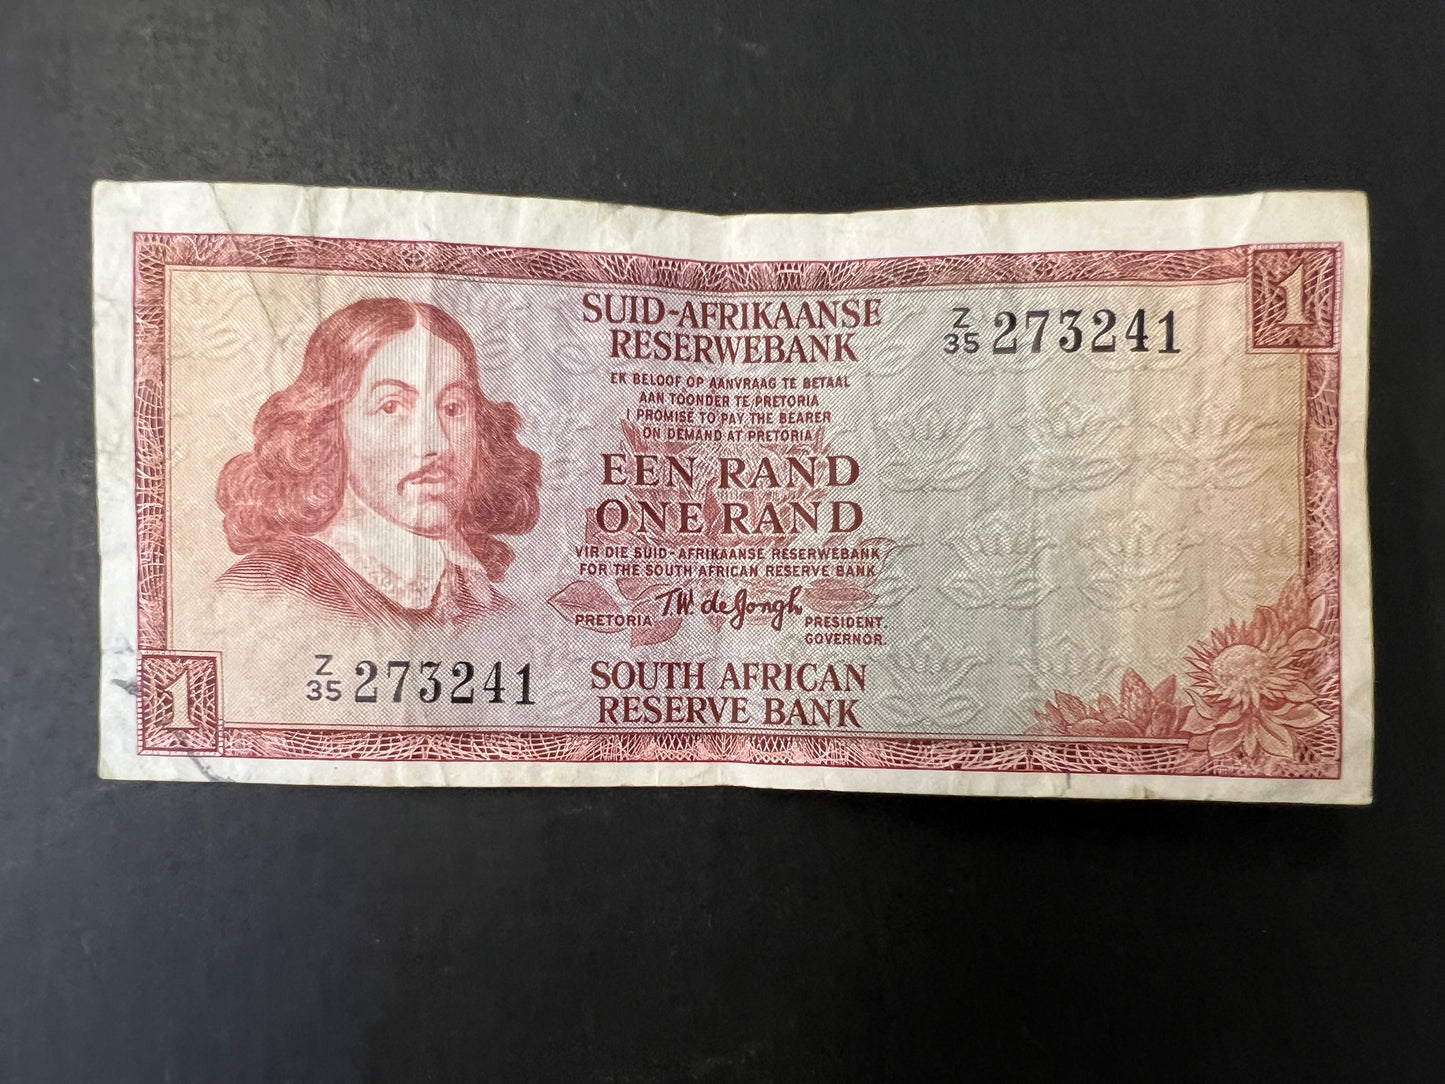 1
SUID-AFRIKAANSE
RESERWEBANK
Z/35 273241
EK BELOOF OP AANVRAAG TE BETAAL
AAN TOONDER TE PRETORIA
I PROMISE TO PAY THE BEARER
ON DEMAND AT PRETORIA
EEN RAND
ONE RAND
VIR DIE SUID-AFRIKAANSE RESERWEBANK
FOR THE SOUTH AFRICAN RESERVE BANK
T.W. de Jongh
PRETORIA
PRESIDENT.
GOVERNOR.
Z/35 273241
SOUTH AFRICAN
RESERVE BANK
1